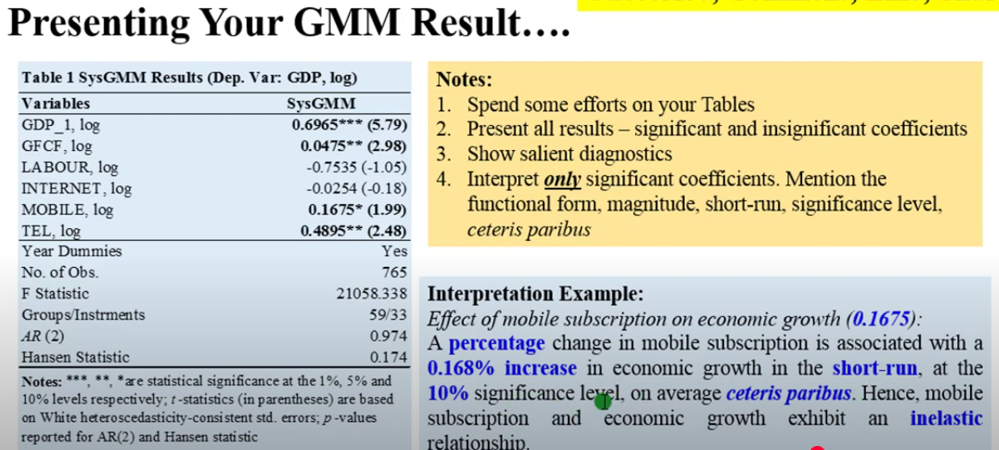 Presenting Your GMM Result….
Table 1 SysGMM Results (Dep. Var: GDP, log)
Variables SysGMM
GDP_1, log 0.6965*** (5.79)
GFCF, log 0.0475** (2.98)
LABOUR, log -0.7535 (-1.05)
INTERNET, log -0.0254 (-0.18)
MOBILE, log 0.1675* (1.99)
TEL, log 0.4895** (2.48)
Year Dummies Yes
No. of Obs. 765
F Statistic 21058.338
Groups/Instrments 59/33
AR (2) 0.974
Hansen Statistic 0.174
Notes: ***, **, *are statistical significance at the 1%, 5% and
10% levels respectively; t-statistics (in parentheses) are based
on White heteroscedasticity-consistent std. errors; p-values
reported for AR(2) and Hansen statistic
Notes:
1. Spend some efforts on your Tables
2. Present all results – significant and insignificant coefficients
3. Show salient diagnostics
4. Interpret only significant coefficients. Mention the
functional form, magnitude, short-run, significance level,
ceteris paribus
Interpretation Example:
Effect of mobile subscription on economic growth (0.1675):
A percentage change in mobile subscription is associated with a
0.168% increase in economic growth in the short-run, at the
10% significance level, on average ceteris paribus. Hence, mobile
subscription and economic growth exhibit an inelastic
relationship.